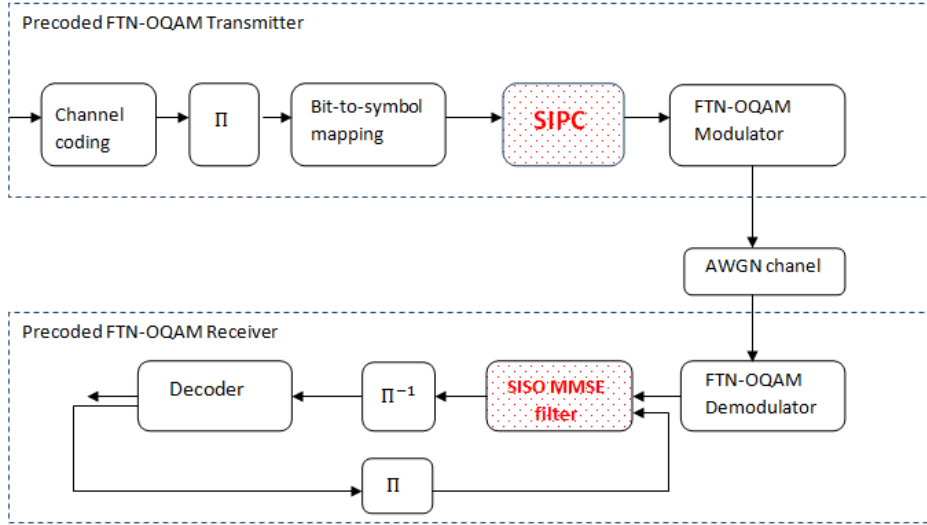 Precoded FTN-OQAM Transmitter
Channel
coding
Π
Bit-to-symbol
mapping
SIPC
FTN-OQAM
Modulator
AWGN chanel
Precoded FTN-OQAM Receiver
Decoder
Π⁻¹
SISO MMSE
filter
FTN-OQAM
Demodulator
Π